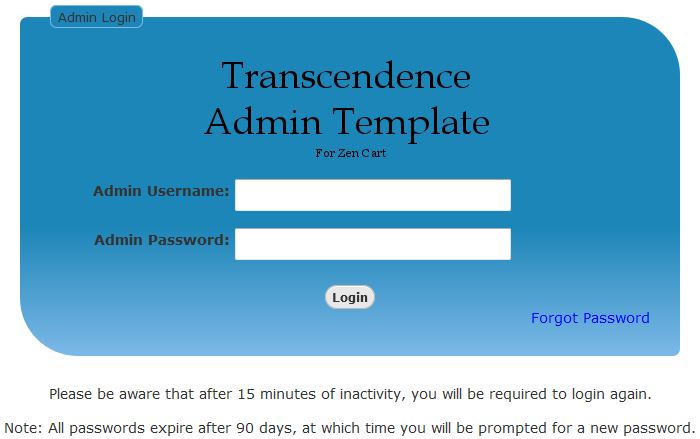 Admin Login
Transcendence
Admin Template
For Zen Cart
Admin Username:
Admin Password:
Login
Forgot Password
Please be aware that after 15 minutes of inactivity, you will be required to login again.
Note: All passwords expire after 90 days, at which time you will be prompted for a new password.